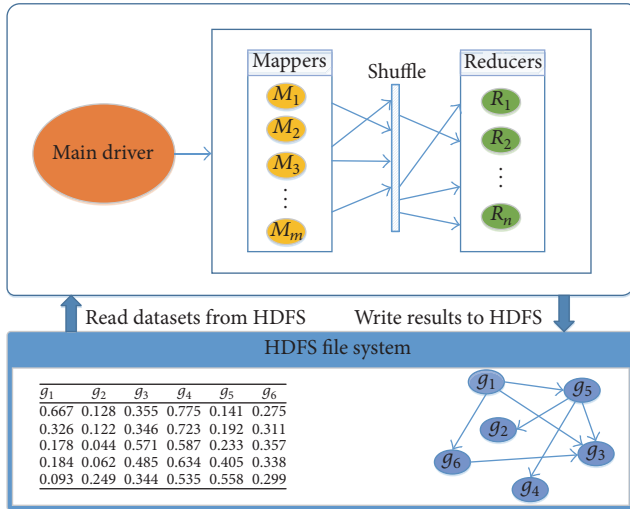 Mappers
Shuffle
Reducers
Main driver
M1
M2
M3
⋮
Mm
R1
R2
⋮
Rn
Read datasets from HDFS
Write results to HDFS
HDFS file system
g1 g2 g3 g4 g5 g6
0.667 0.128 0.355 0.775 0.141 0.275
0.326 0.122 0.346 0.723 0.192 0.311
0.178 0.044 0.571 0.587 0.233 0.357
0.184 0.062 0.485 0.634 0.405 0.338
0.093 0.249 0.344 0.535 0.558 0.299
g1
g5
g2
g3
g6
g4